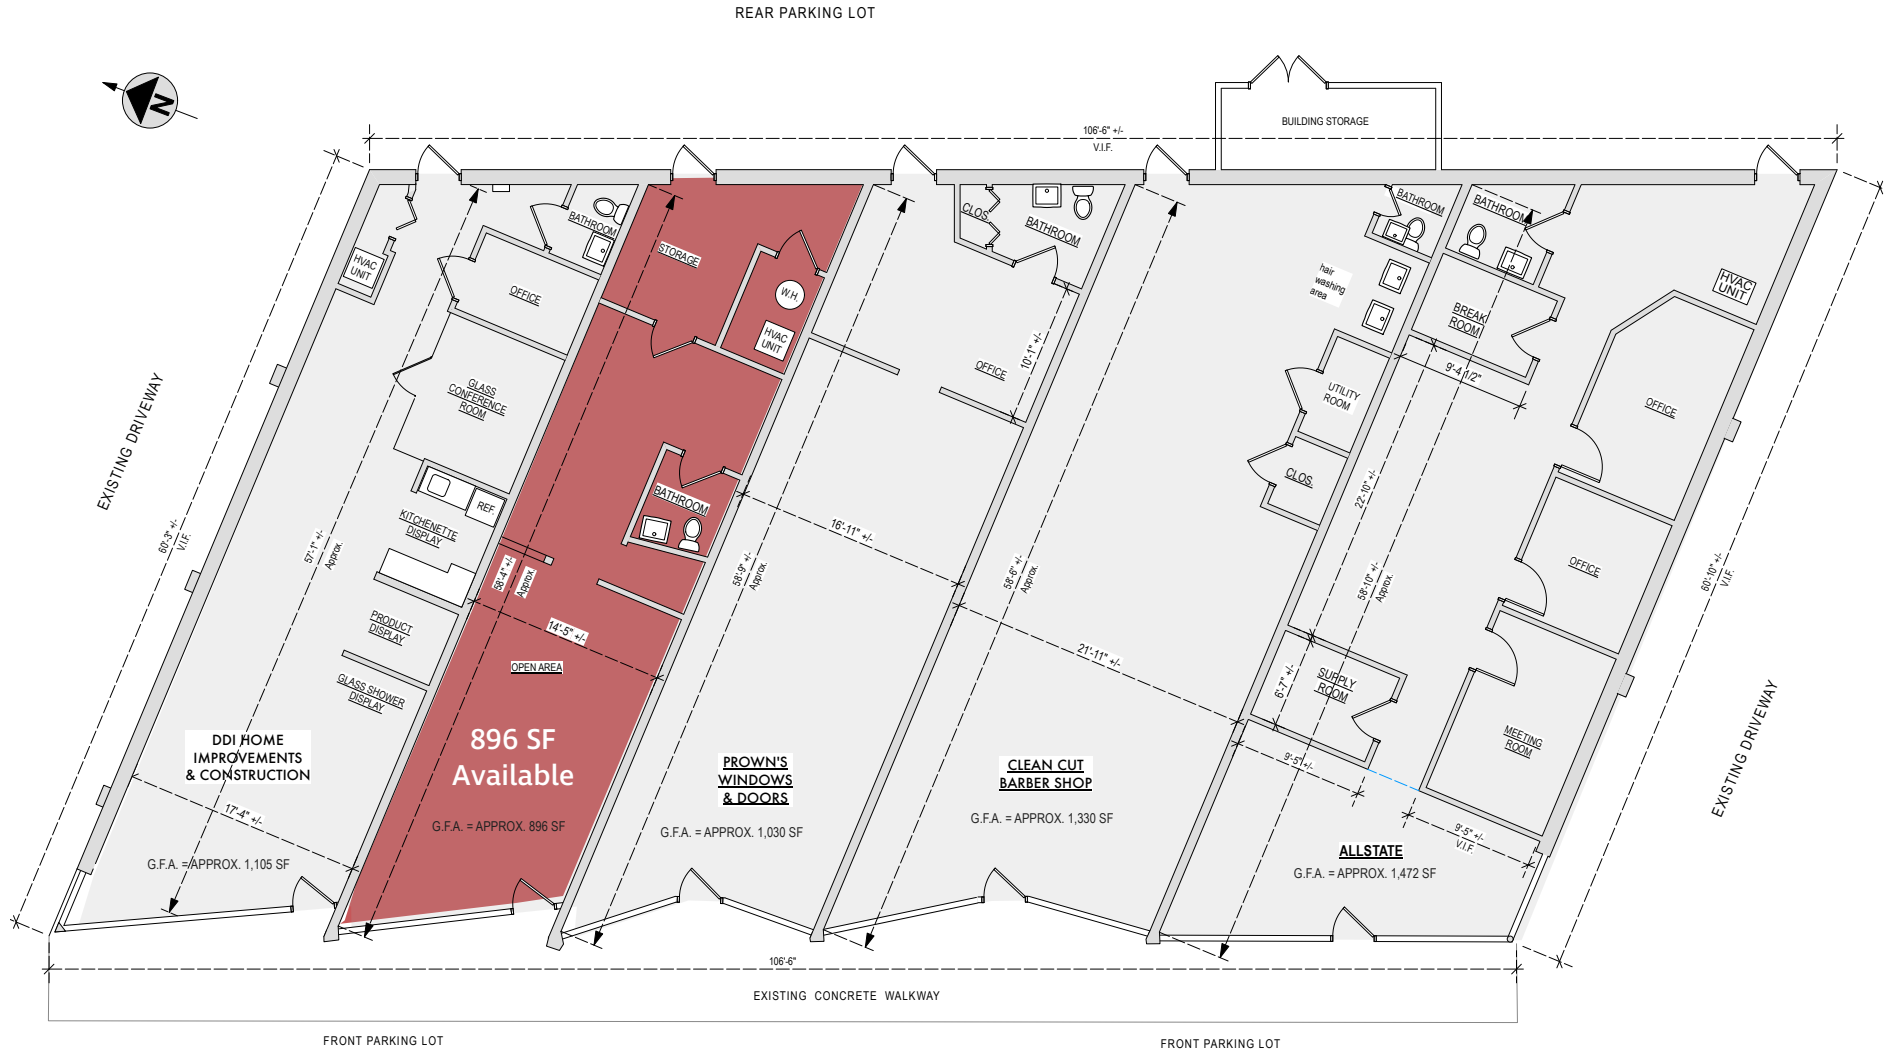 REAR PARKING LOT
N
106'-6" +/-
V.I.F.
BUILDING STORAGE
EXISTING DRIVEWAY
60'-3" +/-
V.I.F.
57'-1" +/-
Approx.
HVAC
UNIT
BATHROOM
OFFICE
GLASS
CONFERENCE
ROOM
REF.
KITCHENETTE
DISPLAY
PRODUCT
DISPLAY
GLASS SHOWER
DISPLAY
DDI HOME
IMPROVEMENTS
& CONSTRUCTION
17'-4" +/-
G.F.A. = APPROX. 1,105 SF
STORAGE
W.H.
HVAC
UNIT
BATHROOM
58'-4" +/-
Approx.
14'-5" +/-
OPEN AREA
896 SF
Available
G.F.A. = APPROX. 896 SF
CLOS.
BATHROOM
OFFICE
10'-1" +/-
16'-11" +/-
58'-9" +/-
Approx.
PROWN'S
WINDOWS
& DOORS
G.F.A. = APPROX. 1,030 SF
BATHROOM
hair
washing
area
UTILITY
ROOM
CLOS.
58'-6" +/-
Approx.
21'-11" +/-
CLEAN CUT
BARBER SHOP
G.F.A. = APPROX. 1,330 SF
BATHROOM
HVAC
UNIT
BREAK
ROOM
9'-4 1/2"
OFFICE
22'-10" +/-
58'-10" +/-
Approx.
OFFICE
6'-7" +/-
SUPPLY
ROOM
MEETING
ROOM
9'-5" +/-
9'-5" +/-
V.I.F.
ALLSTATE
G.F.A. = APPROX. 1,472 SF
60'-10" +/-
V.I.F.
EXISTING DRIVEWAY
106'-6"
EXISTING CONCRETE WALKWAY
FRONT PARKING LOT
FRONT PARKING LOT